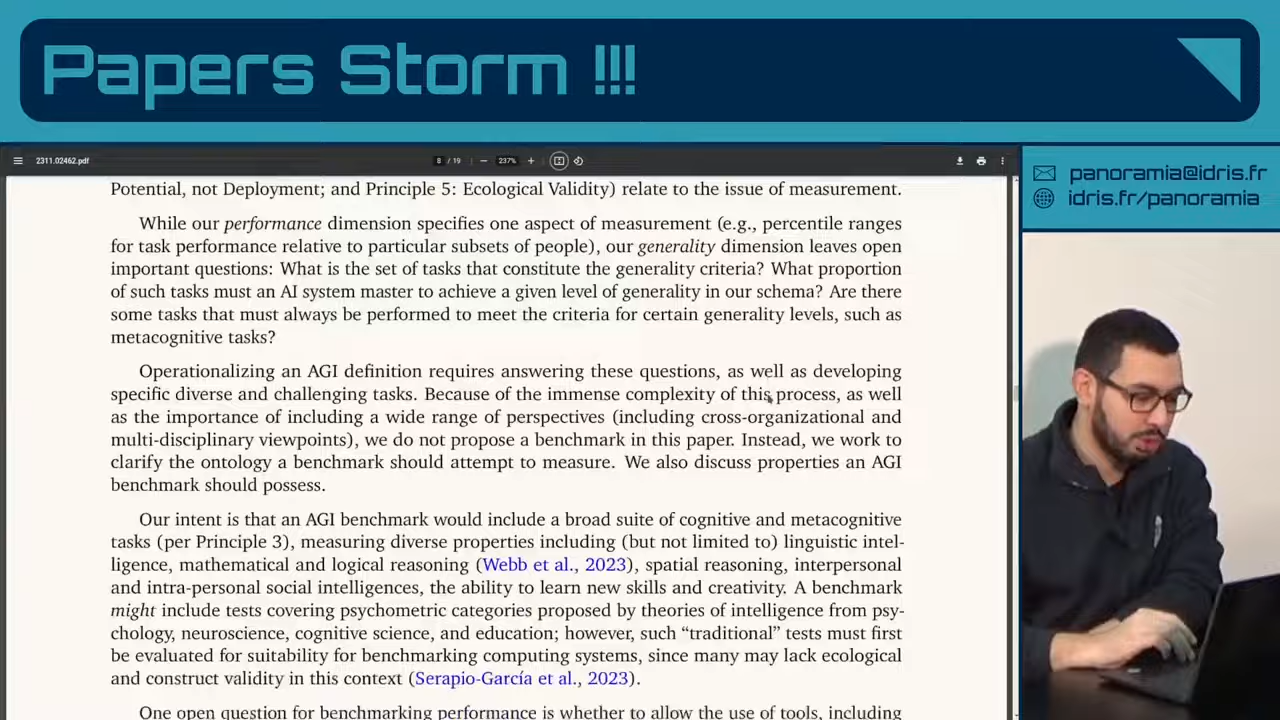 Papers Storm !!!
2311.02462.pdf
8 / 19
237%
panoramia@idris.fr
idris.fr/panoramia
Potential, not Deployment; and Principle 5: Ecological Validity) relate to the issue of measurement.
While our performance dimension specifies one aspect of measurement (e.g., percentile ranges
for task performance relative to particular subsets of people), our generality dimension leaves open
important questions: What is the set of tasks that constitute the generality criteria? What proportion
of such tasks must an AI system master to achieve a given level of generality in our schema? Are there
some tasks that must always be performed to meet the criteria for certain generality levels, such as
metacognitive tasks?
Operationalizing an AGI definition requires answering these questions, as well as developing
specific diverse and challenging tasks. Because of the immense complexity of this process, as well
as the importance of including a wide range of perspectives (including cross-organizational and
multi-disciplinary viewpoints), we do not propose a benchmark in this paper. Instead, we work to
clarify the ontology a benchmark should attempt to measure. We also discuss properties an AGI
benchmark should possess.
Our intent is that an AGI benchmark would include a broad suite of cognitive and metacognitive
tasks (per Principle 3), measuring diverse properties including (but not limited to) linguistic intel-
ligence, mathematical and logical reasoning (Webb et al., 2023), spatial reasoning, interpersonal
and intra-personal social intelligences, the ability to learn new skills and creativity. A benchmark
might include tests covering psychometric categories proposed by theories of intelligence from psy-
chology, neuroscience, cognitive science, and education; however, such “traditional” tests must first
be evaluated for suitability for benchmarking computing systems, since many may lack ecological
and construct validity in this context (Serapio-García et al., 2023).
One open question for benchmarking performance is whether to allow the use of tools, including